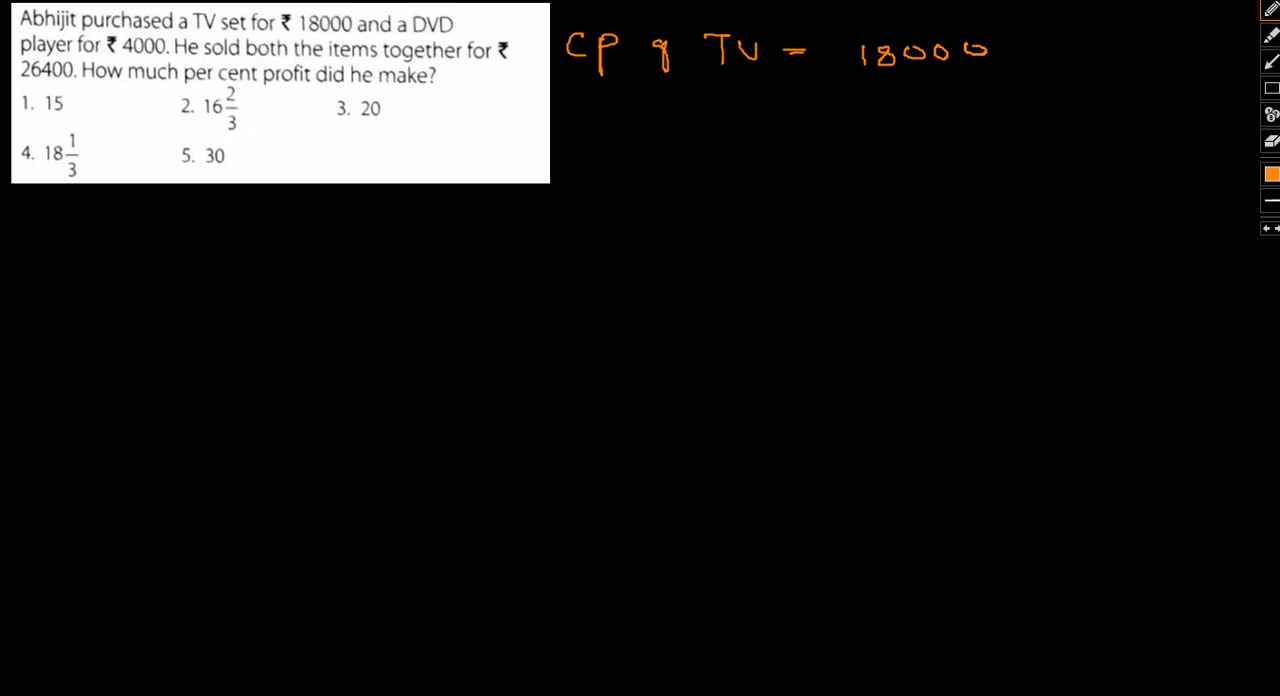 Abhijit purchased a TV set for ₹ 18000 and a DVD
player for ₹ 4000. He sold both the items together for ₹
26400. How much per cent profit did he make?
1. 15 2. 16 2/3 3. 20
4. 18 1/3 5. 30
CP of TV = 18000